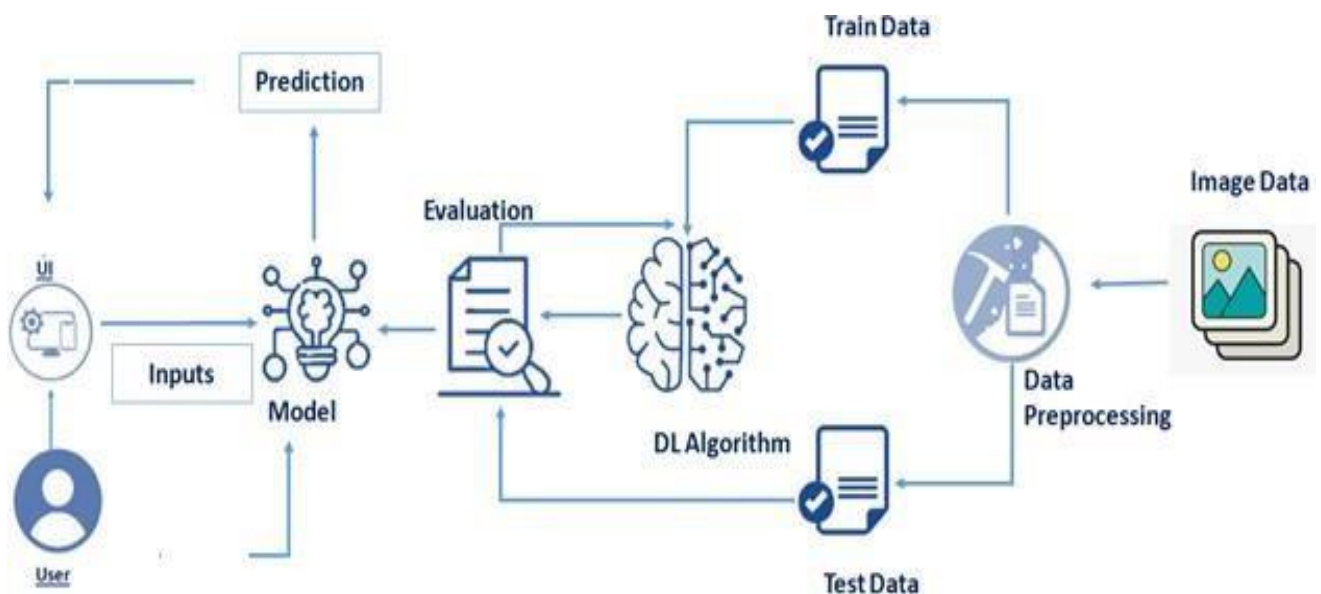 Train Data
Prediction
Image Data
Evaluation
UI
Inputs
Model
Data
Preprocessing
DL Algorithm
User
Test Data